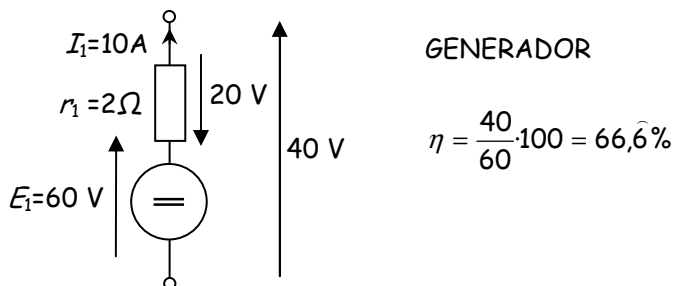 I₁=10A
GENERADOR
r₁ =2Ω
20 V
40 V
η = 40/60·100 = 66,6̂%
E₁=60 V